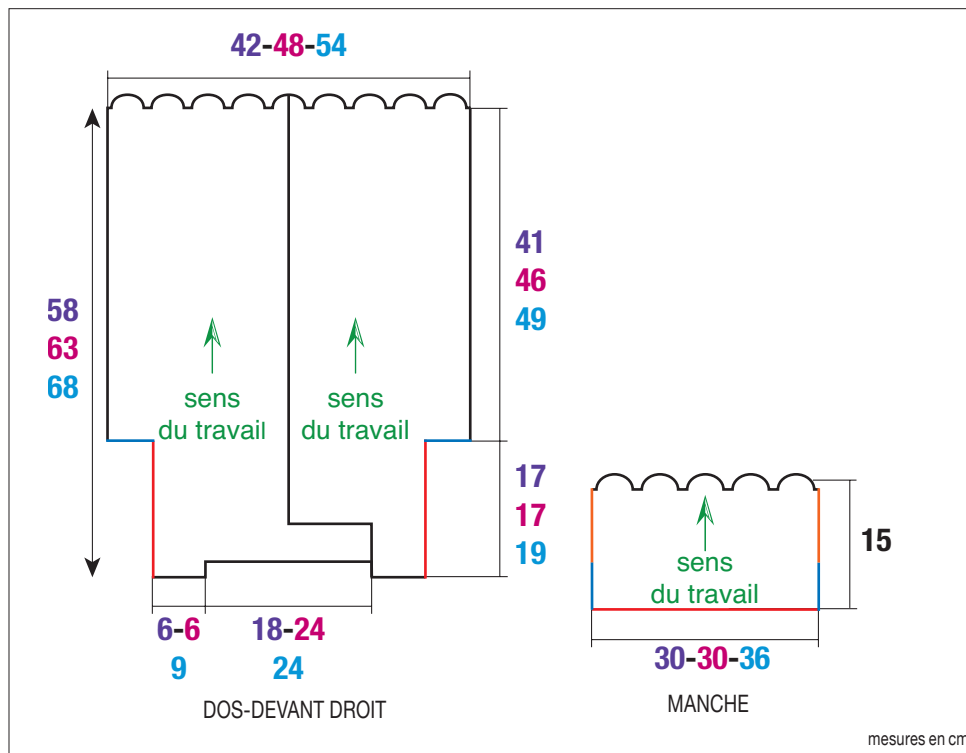 42-48-54
58
63
68
41
46
49
sens
du travail
sens
du travail
17
17
19
15
sens
du travail
6-6
9
18-24
24
30-30-36
DOS-DEVANT DROIT
MANCHE
mesures en cm